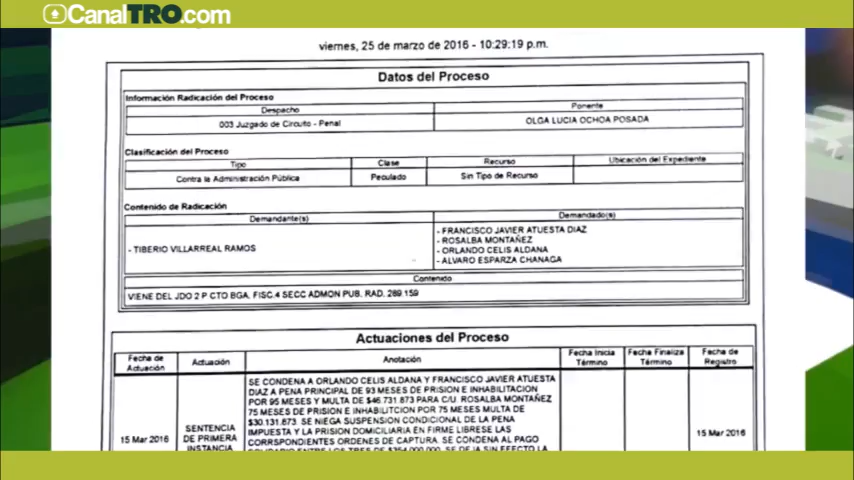 CanalTRO.com
viernes, 25 de marzo de 2016 - 10:29:19 p.m.
Datos del Proceso
Información Radicación del Proceso
Despacho
Ponente
003 Juzgado de Circuito - Penal
OLGA LUCIA OCHOA POSADA
Clasificación del Proceso
Tipo
Clase
Recurso
Ubicación del Expediente
Contra la Administración Pública
Peculado
Sin Tipo de Recurso
Contenido de Radicación
Demandante(s)
Demandado(s)
- TIBERIO VILLARREAL RAMOS
- FRANCISCO JAVIER ATUESTA DIAZ
- ROSALBA MONTAÑEZ
- ORLANDO CELIS ALDANA
- ALVARO ESPARZA CHANAGA
Contenido
VIENE DEL JDO 2 P CTO BGA. FISC.4 SECC ADMON PUB. RAD. 289.159
Actuaciones del Proceso
Fecha de Actuación
Actuación
Anotación
Fecha Inicia Término
Fecha Finaliza Término
Fecha de Registro
15 Mar 2016
SENTENCIA DE PRIMERA INSTANCIA
SE CONDENA A ORLANDO CELIS ALDANA Y FRANCISCO JAVIER ATUESTA
DIAZ A PENA PRINCIPAL DE 93 MESES DE PRISION E INHABILITACION
POR 95 MESES Y MULTA DE $46.731.873 PARA C/U. ROSALBA MONTAÑEZ
75 MESES DE PRISION E INHABILITCION POR 75 MESES MULTA DE
$30.131.873. SE NIEGA SUSPENSION CONDICIONAL DE LA PENA
IMPUESTA Y LA PRISION DOMICILIARIA EN FIRME LIBRESE LAS
CORRSPONDIENTES ORDENES DE CAPTURA. SE CONDENA AL PAGO
15 Mar 2016